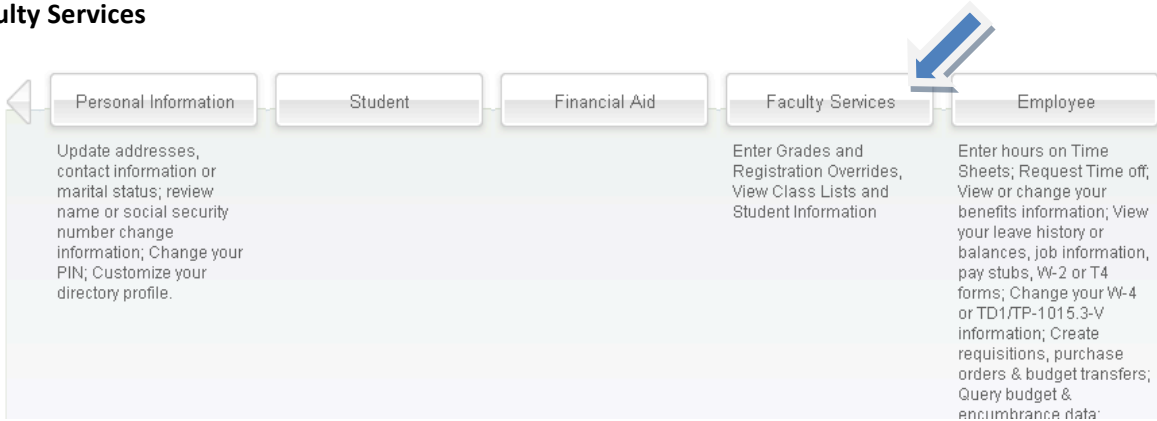 ulty Services
Personal Information
Student
Financial Aid
Faculty Services
Employee
Update addresses,
contact information or
marital status; review
name or social security
number change
information; Change your
PIN; Customize your
directory profile.
Enter Grades and
Registration Overrides,
View Class Lists and
Student Information
Enter hours on Time
Sheets; Request Time off;
View or change your
benefits information; View
your leave history or
balances, job information,
pay stubs, W-2 or T4
forms; Change your W-4
or TD1/TP-1015.3-V
information; Create
requisitions, purchase
orders & budget transfers;
Query budget &
encumbrance data;